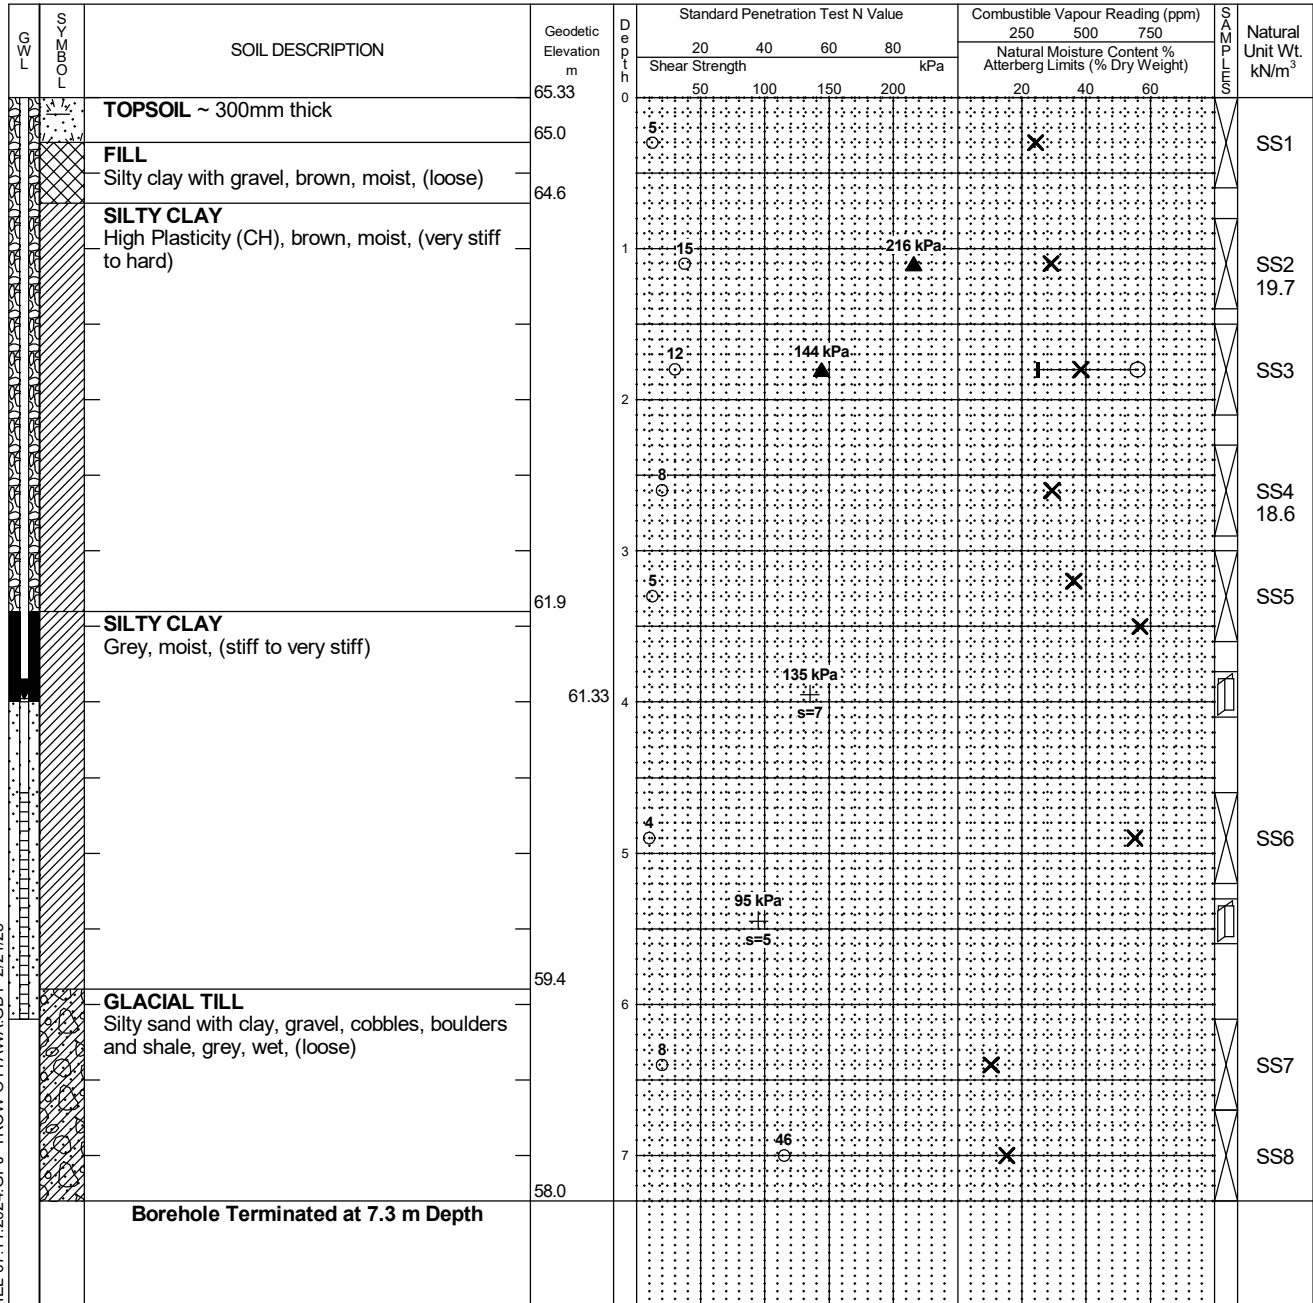 GWL
SYMBOL
SOIL DESCRIPTION
Geodetic
Elevation
m
Depth
Standard Penetration Test N Value
20 40 60 80
Shear Strength kPa
50 100 150 200
Combustible Vapour Reading (ppm)
250 500 750
Natural Moisture Content %
Atterberg Limits (% Dry Weight)
20 40 60
SAMPLES
Natural
Unit Wt.
kN/m³
65.33
0
TOPSOIL ~ 300mm thick
65.0
5
SS1
FILL
Silty clay with gravel, brown, moist, (loose)
64.6
SILTY CLAY
High Plasticity (CH), brown, moist, (very stiff
to hard)
1
15
216 kPa
SS2
19.7
12
144 kPa
SS3
2
8
SS4
18.6
3
5
SS5
61.9
SILTY CLAY
Grey, moist, (stiff to very stiff)
61.33
135 kPa
s=7
4
4
SS6
5
95 kPa
s=5
59.4
GLACIAL TILL
Silty sand with clay, gravel, cobbles, boulders
and shale, grey, wet, (loose)
6
8
SS7
46
7
SS8
58.0
Borehole Terminated at 7.3 m Depth